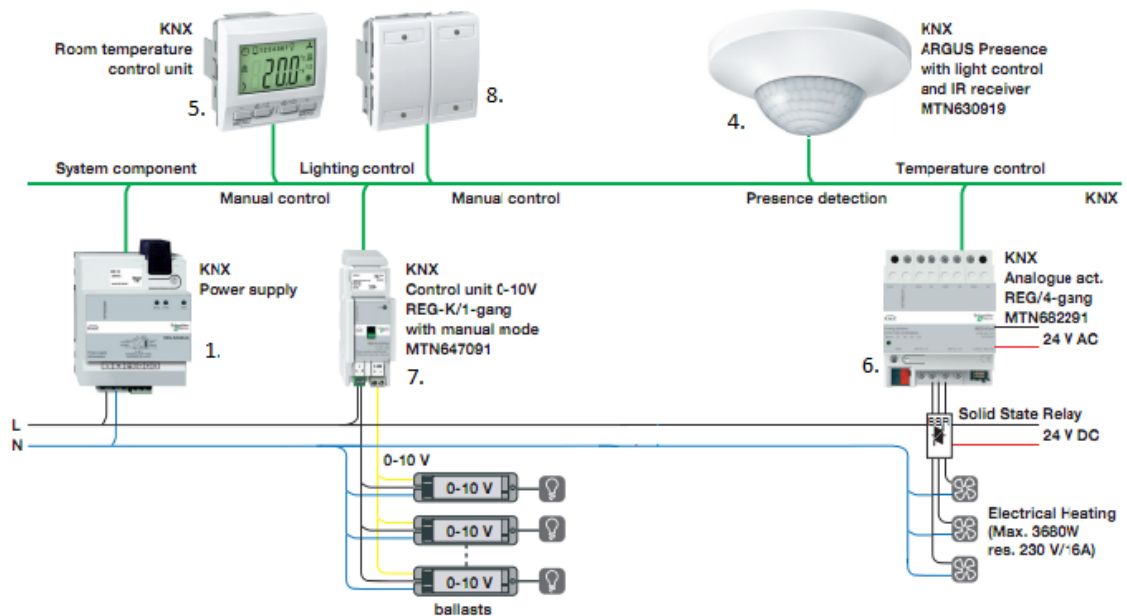 KNX
Room temperature
control unit
5.
20.0
8.
4.
KNX
ARGUS Presence
with light control
and IR receiver
MTN630919
System component
Lighting control
Temperature control
Manual control
Manual control
Presence detection
KNX
KNX
Power supply
1.
KNX
Control unit 0-10V
REG-K/1-gang
with manual mode
MTN647091
7.
KNX
Analogue act.
REG/4-gang
MTN682291
24 V AC
6.
L
N
SSR
Solid State Relay
24 V DC
0-10 V
0-10 V
0-10 V
0-10 V
ballasts
Electrical Heating
(Max. 3680W
res. 230 V/16A)